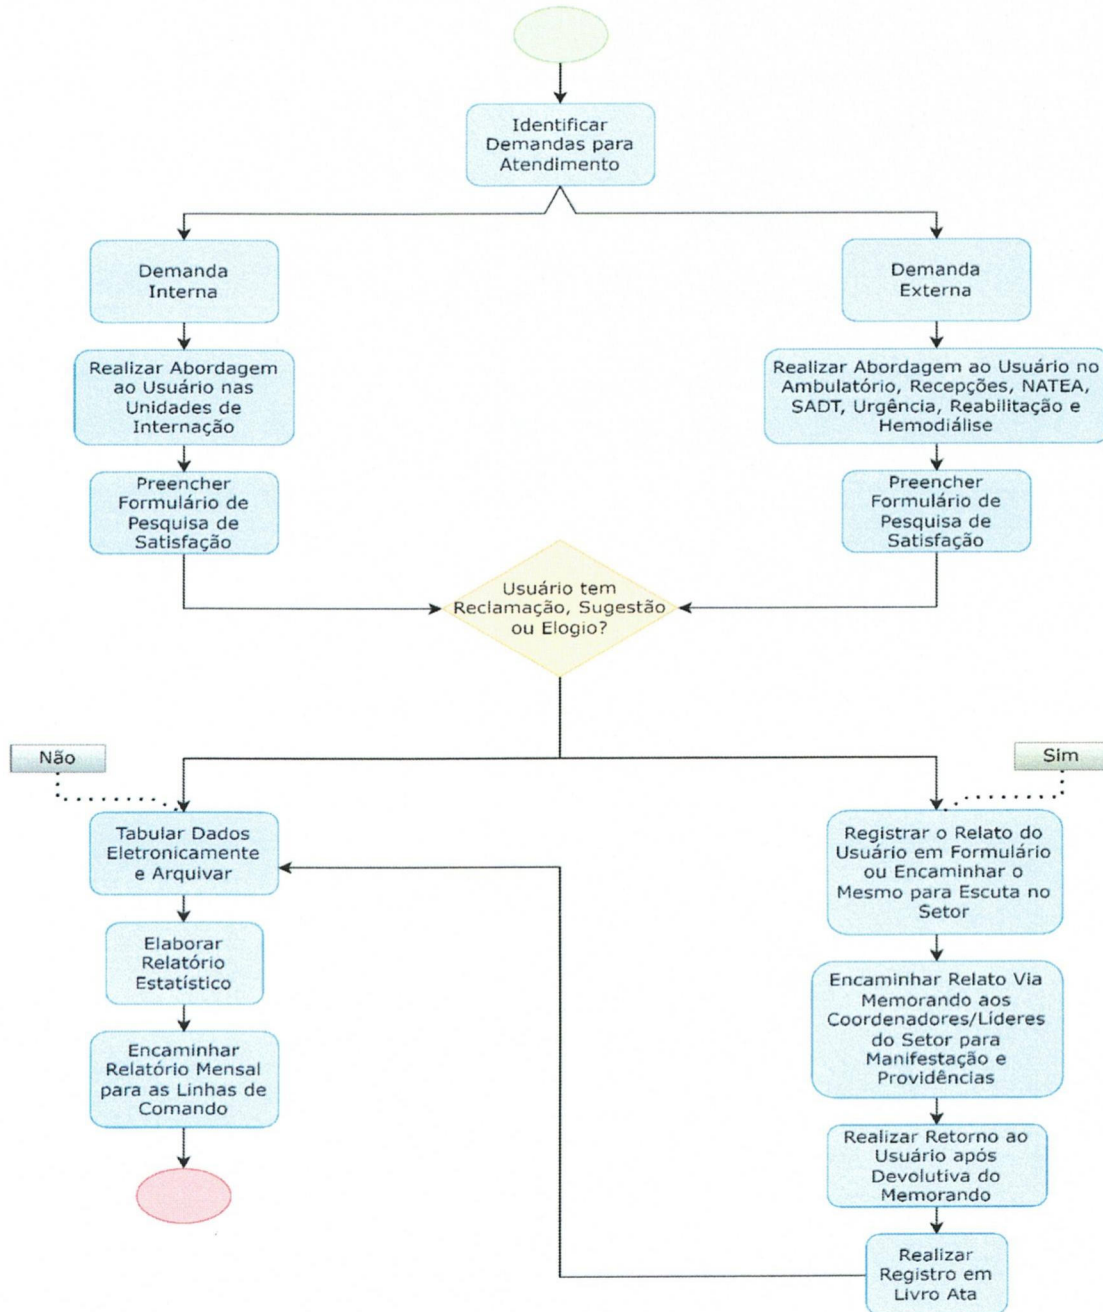 Identificar
Demandas para
Atendimento
Demanda
Interna
Demanda
Externa
Realizar Abordagem
ao Usuário nas
Unidades de
Internação
Realizar Abordagem ao Usuário no
Ambulatório, Recepções, NATEA,
SADT, Urgência, Reabilitação e
Hemodiálise
Preencher
Formulário de
Pesquisa de
Satisfação
Preencher
Formulário de
Pesquisa de
Satisfação
Usuário tem
Reclamação, Sugestão
ou Elogio?
Não
Sim
Tabular Dados
Eletronicamente
e Arquivar
Registrar o Relato do
Usuário em Formulário
ou Encaminhar o
Mesmo para Escuta no
Setor
Elaborar
Relatório
Estatístico
Encaminhar Relato Via
Memorando aos
Coordenadores/Líderes
do Setor para
Manifestação e
Providências
Encaminhar
Relatório Mensal
para as Linhas de
Comando
Realizar Retorno ao
Usuário após
Devolutiva do
Memorando
Realizar
Registro em
Livro Ata